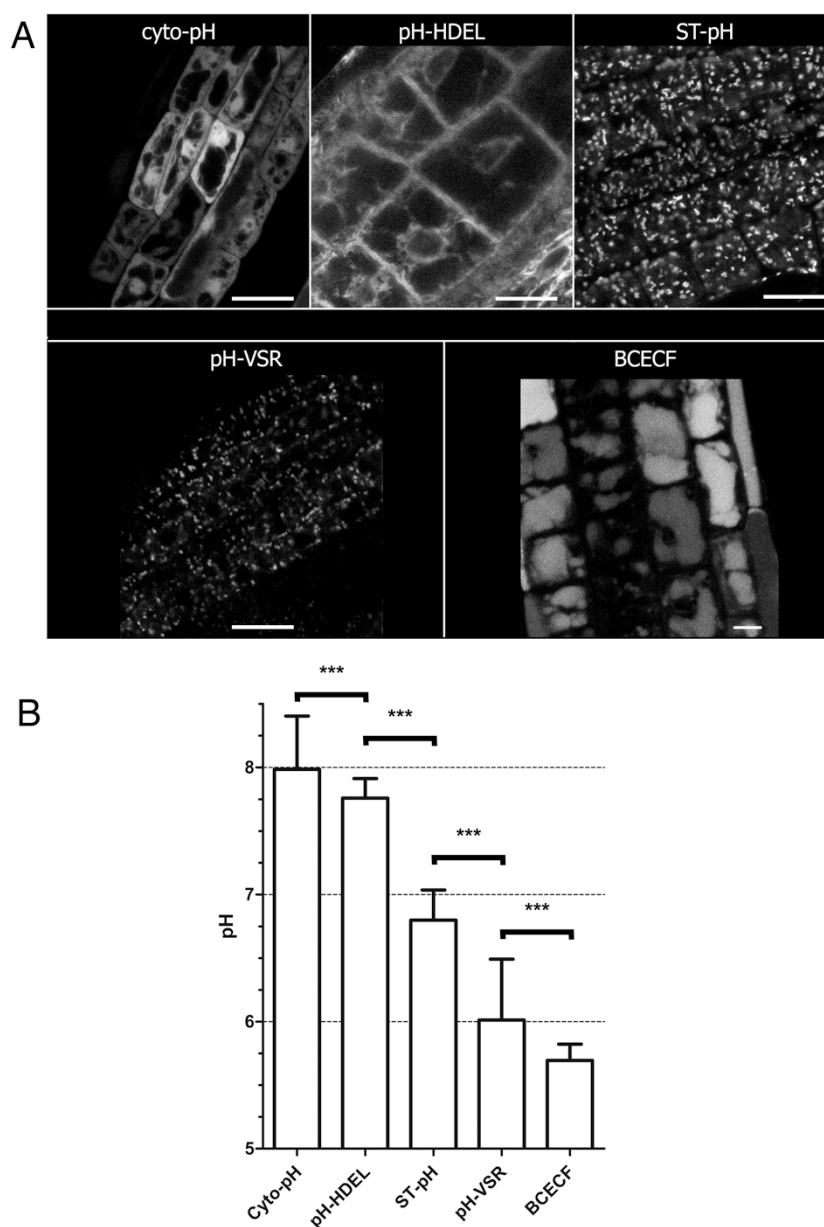 A
cyto-pH
pH-HDEL
ST-pH
pH-VSR
BCECF
B
***
***
***
***
8
7
6
5
pH
Cyto-pH
pH-HDEL
ST-pH
pH-VSR
BCECF